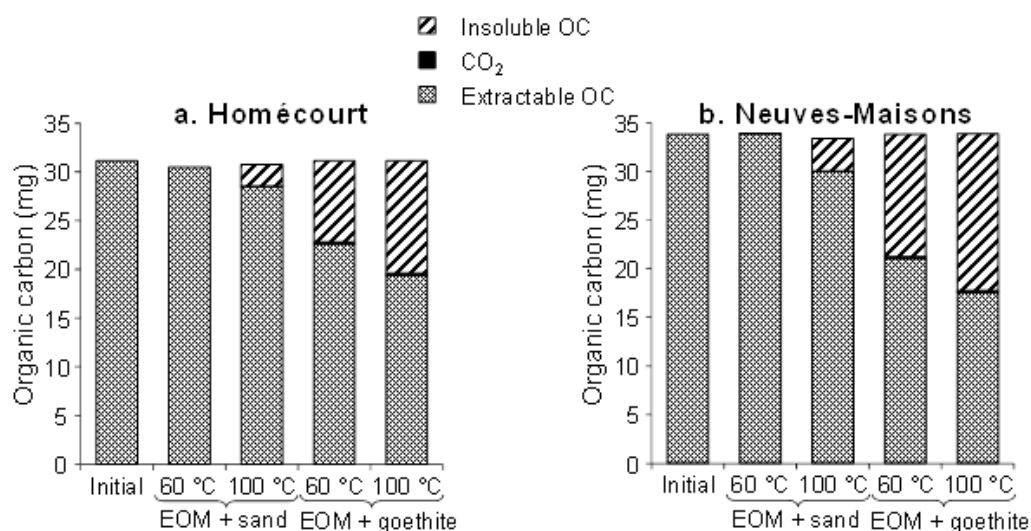 Insoluble OC
CO₂
Extractable OC
a. Homécourt
Organic carbon (mg)
35
30
25
20
15
10
5
0
Initial 60 °C 100 °C 60 °C 100 °C
EOM + sand EOM + goethite
b. Neuves-Maisons
Organic carbon (mg)
35
30
25
20
15
10
5
0
Initial 60 °C 100 °C 60 °C 100 °C
EOM + sand EOM + goethite